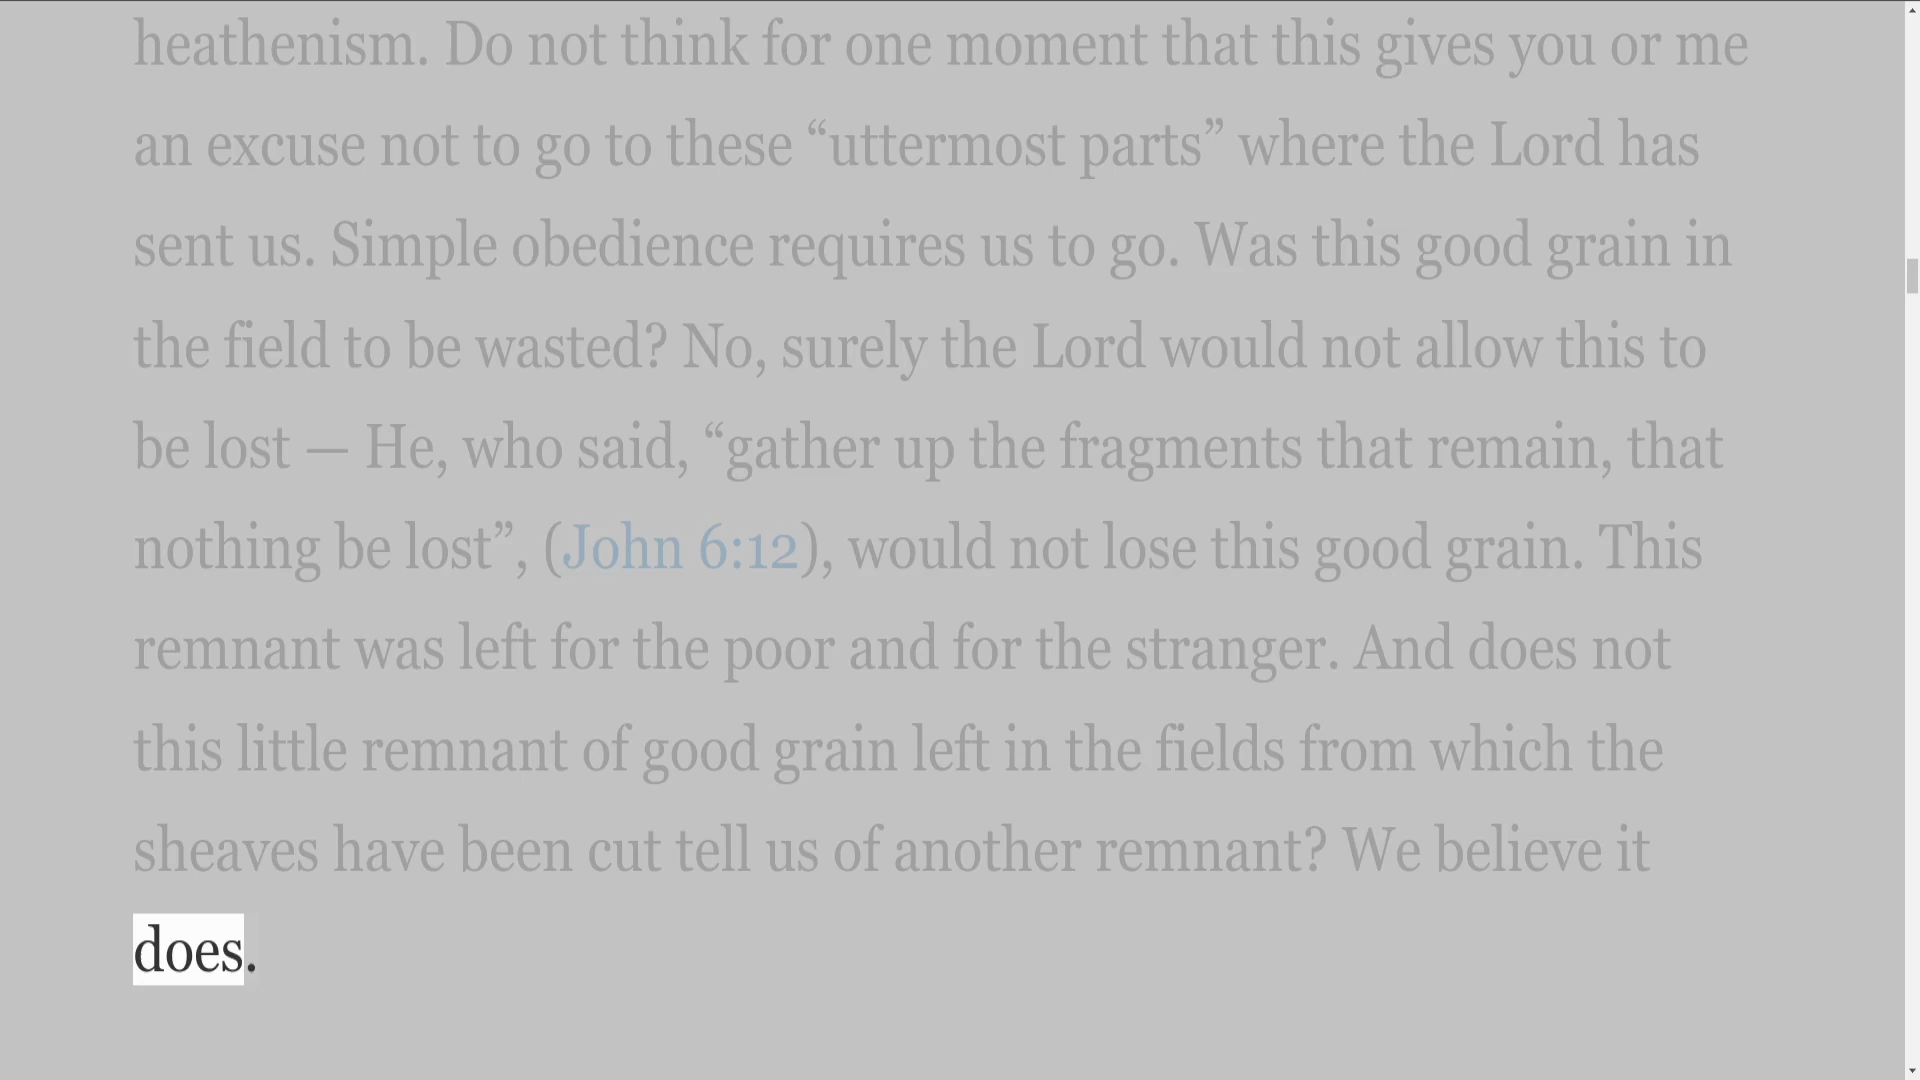 heathenism. Do not think for one moment that this gives you or me
an excuse not to go to these “uttermost parts” where the Lord has
sent us. Simple obedience requires us to go. Was this good grain in
the field to be wasted? No, surely the Lord would not allow this to
be lost — He, who said, “gather up the fragments that remain, that
nothing be lost”, (John 6:12), would not lose this good grain. This
remnant was left for the poor and for the stranger. And does not
this little remnant of good grain left in the fields from which the
sheaves have been cut tell us of another remnant? We believe it
does.